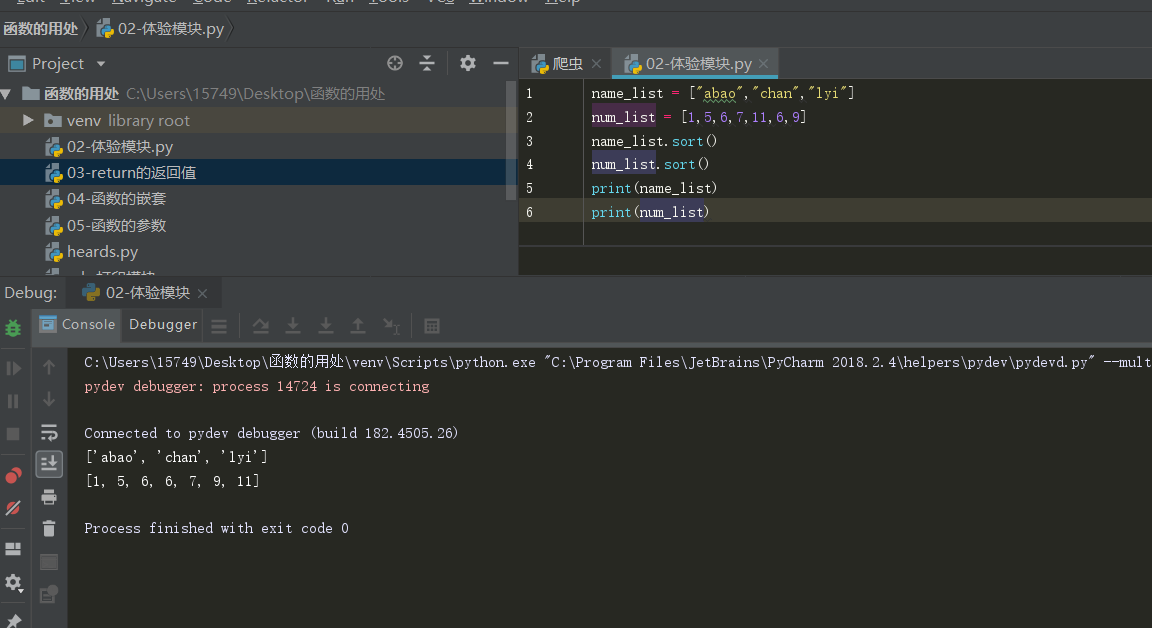 Edit View Navigate Code Refactor Run Tools VCS Window Help
函数的用处 02-体验模块.py
Project
爬虫 02-体验模块.py
函数的用处 C:\Users\15749\Desktop\函数的用处
venv library root
02-体验模块.py
03-return的返回值
04-函数的嵌套
05-函数的参数
heards.py
1 name_list = ["abao","chan","lyi"]
2 num_list = [1,5,6,7,11,6,9]
3 name_list.sort()
4 num_list.sort()
5 print(name_list)
6 print(num_list)
Debug: 02-体验模块
Console Debugger
C:\Users\15749\Desktop\函数的用处\venv\Scripts\python.exe "C:\Program Files\JetBrains\PyCharm 2018.2.4\helpers\pydev\pydevd.py" --mult
pydev debugger: process 14724 is connecting
Connected to pydev debugger (build 182.4505.26)
['abao', 'chan', 'lyi']
[1, 5, 6, 6, 7, 9, 11]
Process finished with exit code 0